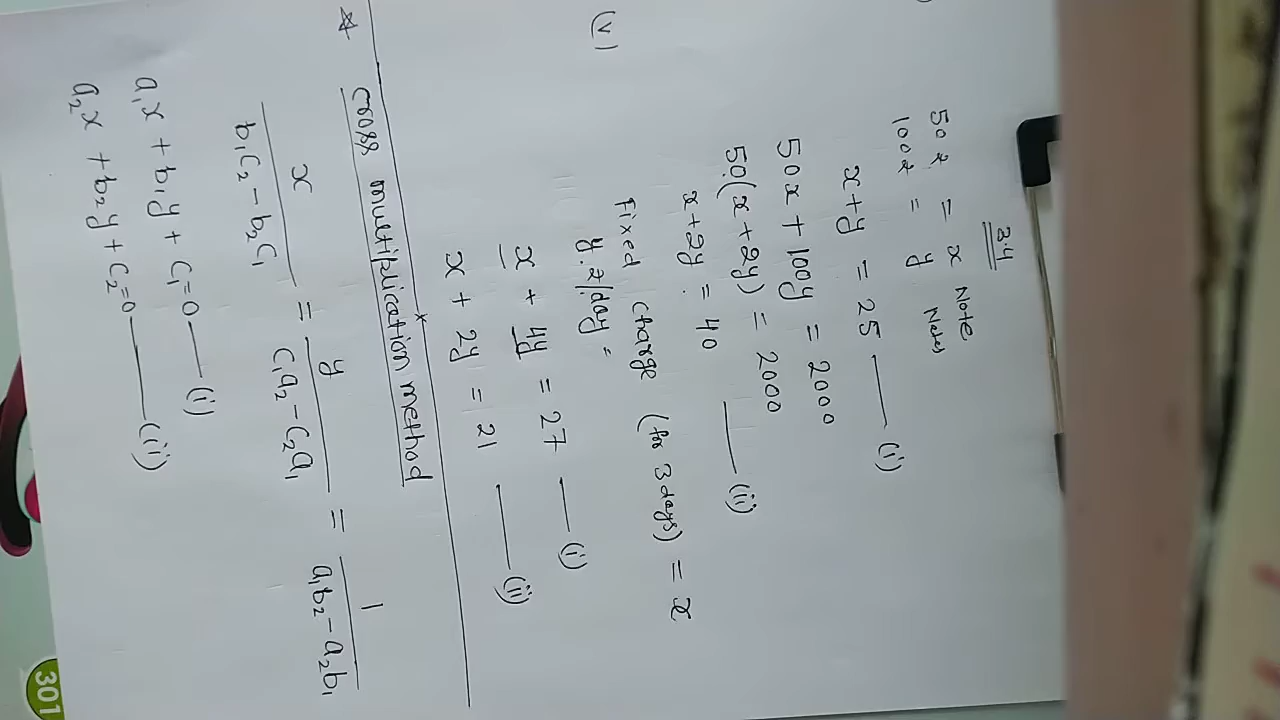 3.4
50 ₹ = x Note
100 ₹ = y Notes
x+y = 25 —— (i)
50x + 100y = 2000
50(x+2y) = 2000
x+2y = 40 —— (ii)
(v) Fixed charge (for 3 days) = x
y ₹/day =
x + 4y = 27 —— (i)
x + 2y = 21 —— (ii)
☆ cross multiplication method
x/(b₁c₂ - b₂c₁) = y/(c₁a₂ - c₂a₁) = 1/(a₁b₂ - a₂b₁)
a₁x + b₁y + c₁=0 —— (i)
a₂x + b₂y + c₂=0 —— (ii)
301